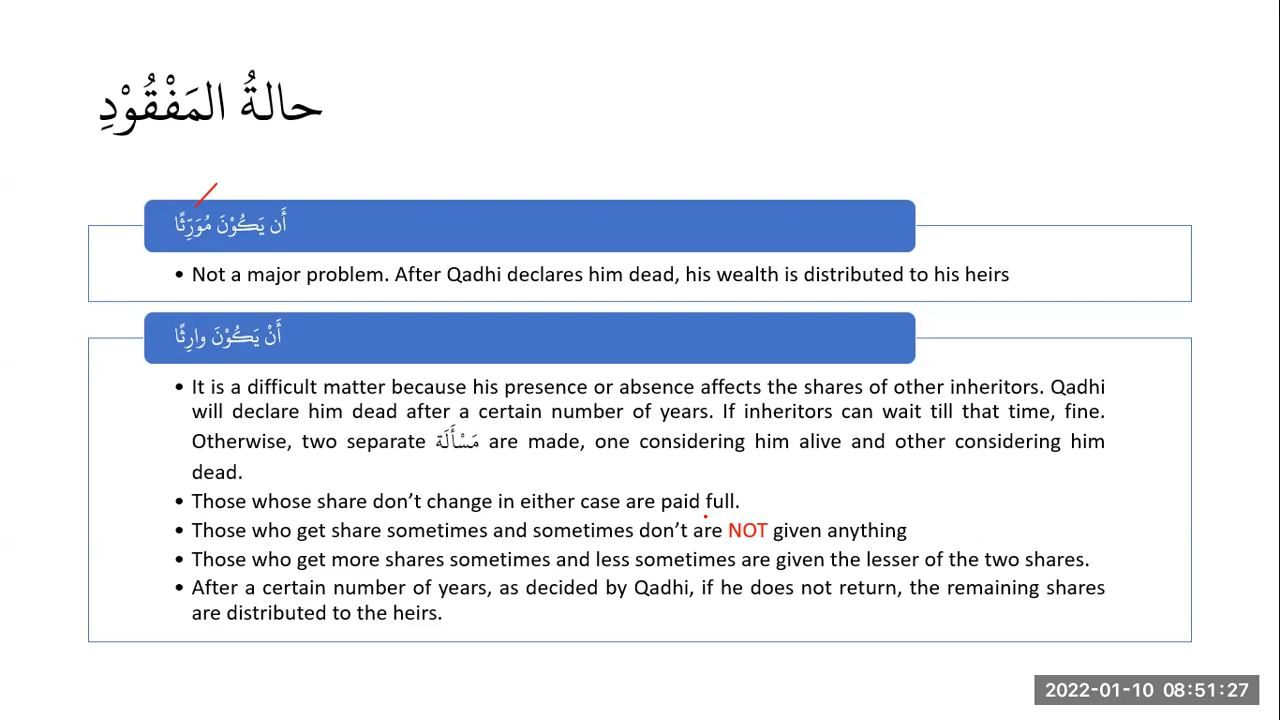 حالةُ المَفْقُوْدِ
أَن يَكُوْنَ مُوَرِّثًا
• Not a major problem. After Qadhi declares him dead, his wealth is distributed to his heirs
أَنْ يَكُوْنَ وارِثًا
• It is a difficult matter because his presence or absence affects the shares of other inheritors. Qadhi
will declare him dead after a certain number of years. If inheritors can wait till that time, fine.
Otherwise, two separate مَسْأَلَة are made, one considering him alive and other considering him
dead.
• Those whose share don’t change in either case are paid full.
• Those who get share sometimes and sometimes don’t are NOT given anything
• Those who get more shares sometimes and less sometimes are given the lesser of the two shares.
• After a certain number of years, as decided by Qadhi, if he does not return, the remaining shares
are distributed to the heirs.
2022-01-10 08:51:27